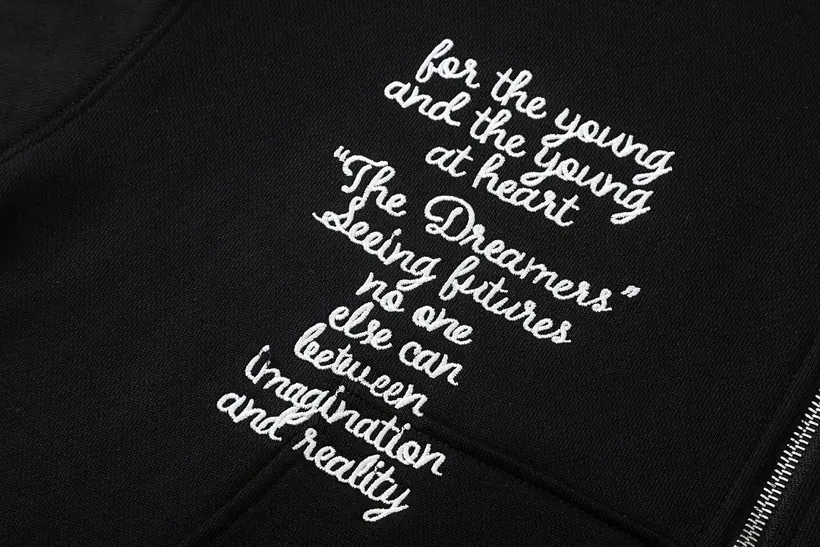 for the young
and the young
at heart
"The Dreamers"
Seeing futures
no one
else can
between
imagination
and reality